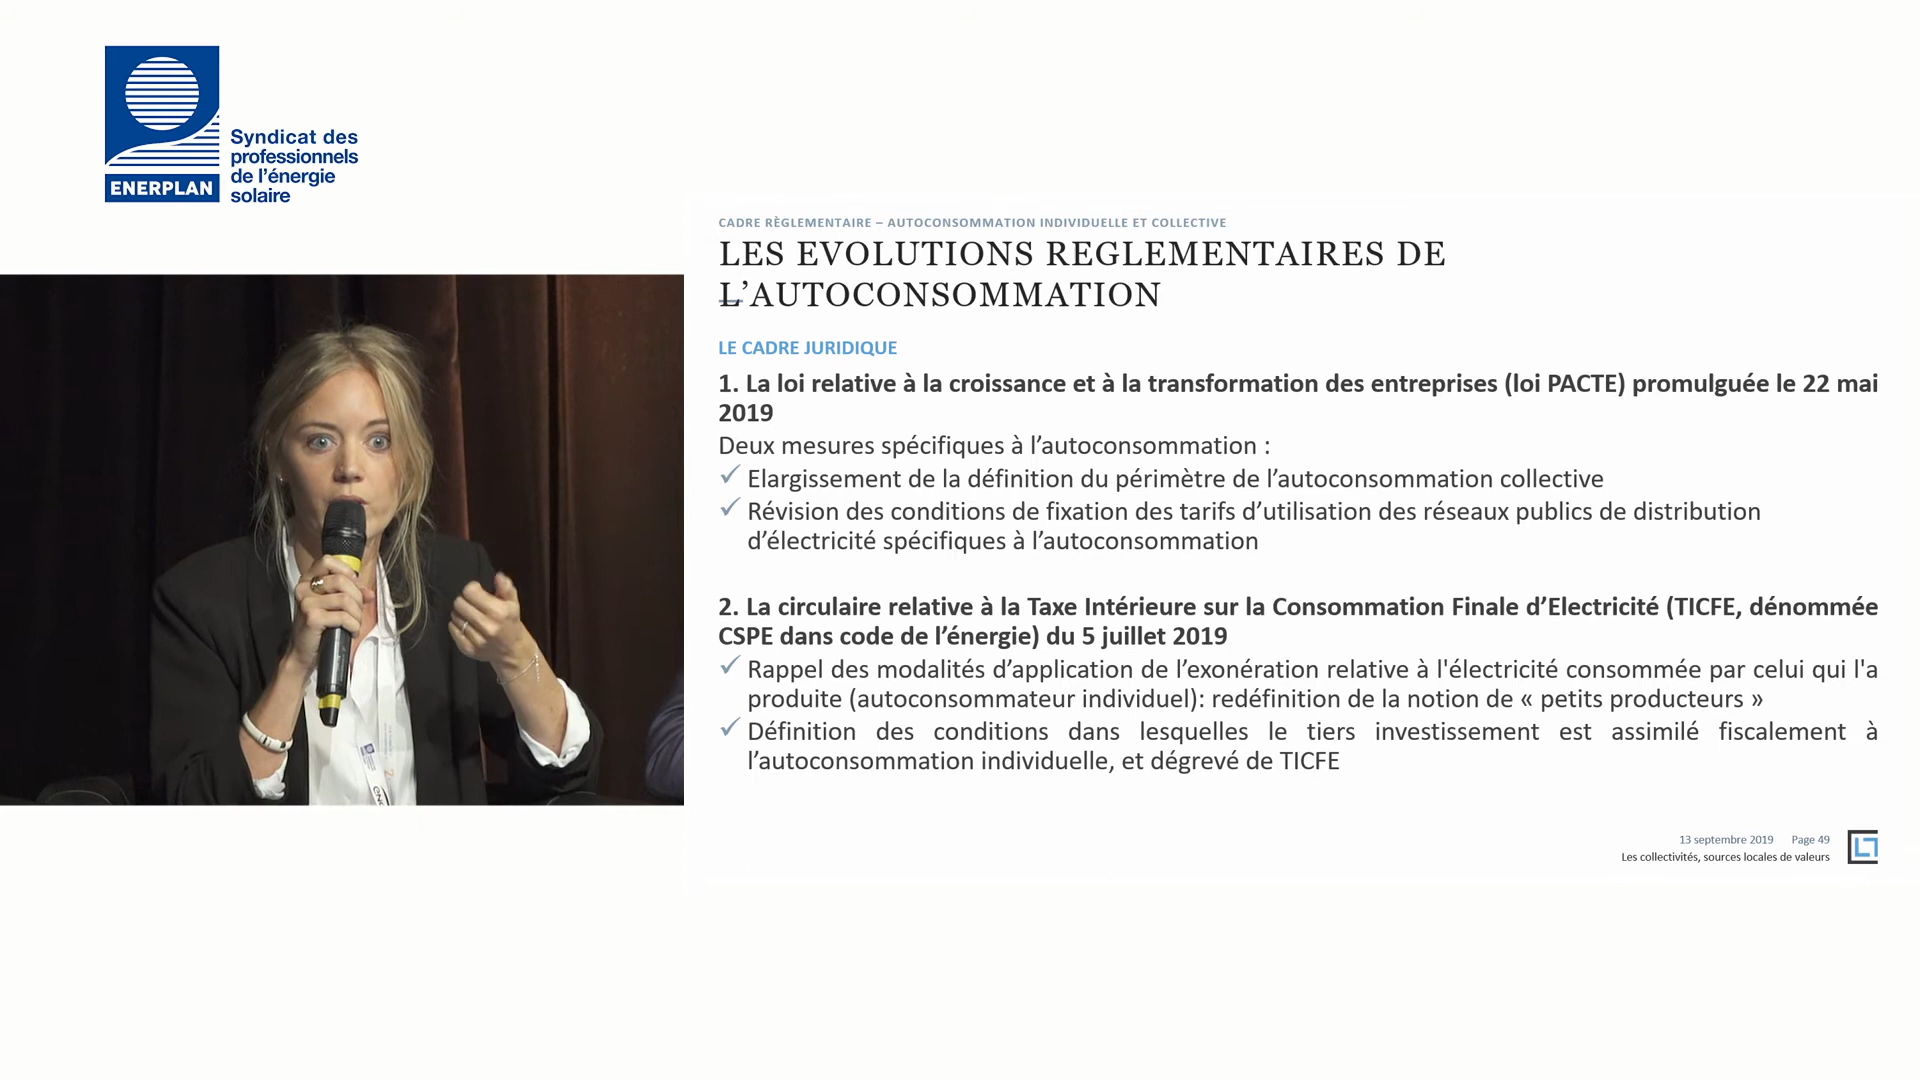 Syndicat des
professionnels
de l'énergie
solaire
ENERPLAN
CADRE RÈGLEMENTAIRE – AUTOCONSOMMATION INDIVIDUELLE ET COLLECTIVE
LES EVOLUTIONS REGLEMENTAIRES DE
L’AUTOCONSOMMATION
LE CADRE JURIDIQUE
1. La loi relative à la croissance et à la transformation des entreprises (loi PACTE) promulguée le 22 mai
2019
Deux mesures spécifiques à l’autoconsommation :
✓ Elargissement de la définition du périmètre de l’autoconsommation collective
✓ Révision des conditions de fixation des tarifs d’utilisation des réseaux publics de distribution
d’électricité spécifiques à l’autoconsommation
2. La circulaire relative à la Taxe Intérieure sur la Consommation Finale d’Electricité (TICFE, dénommée
CSPE dans code de l’énergie) du 5 juillet 2019
✓ Rappel des modalités d’application de l’exonération relative à l'électricité consommée par celui qui l'a
produite (autoconsommateur individuel): redéfinition de la notion de « petits producteurs »
✓ Définition des conditions dans lesquelles le tiers investissement est assimilé fiscalement à
l’autoconsommation individuelle, et dégrevé de TICFE
13 septembre 2019 Page 49
Les collectivités, sources locales de valeurs